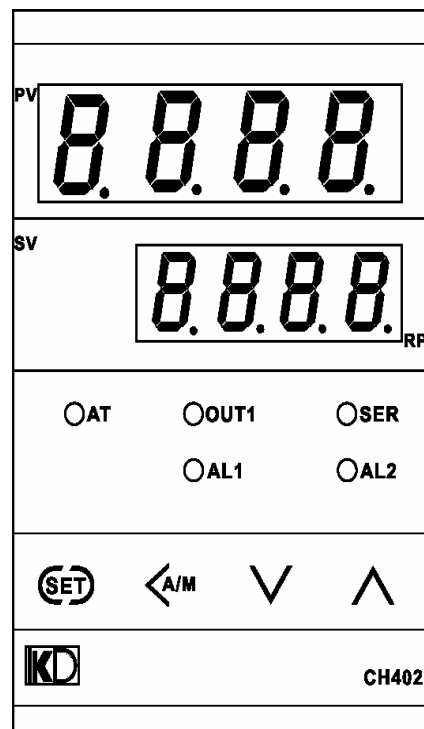 PV
8.8.8.8.
SV
8.8.8.8.
RP
AT OUT1 SER
AL1 AL2
SET A/M
KD CH402